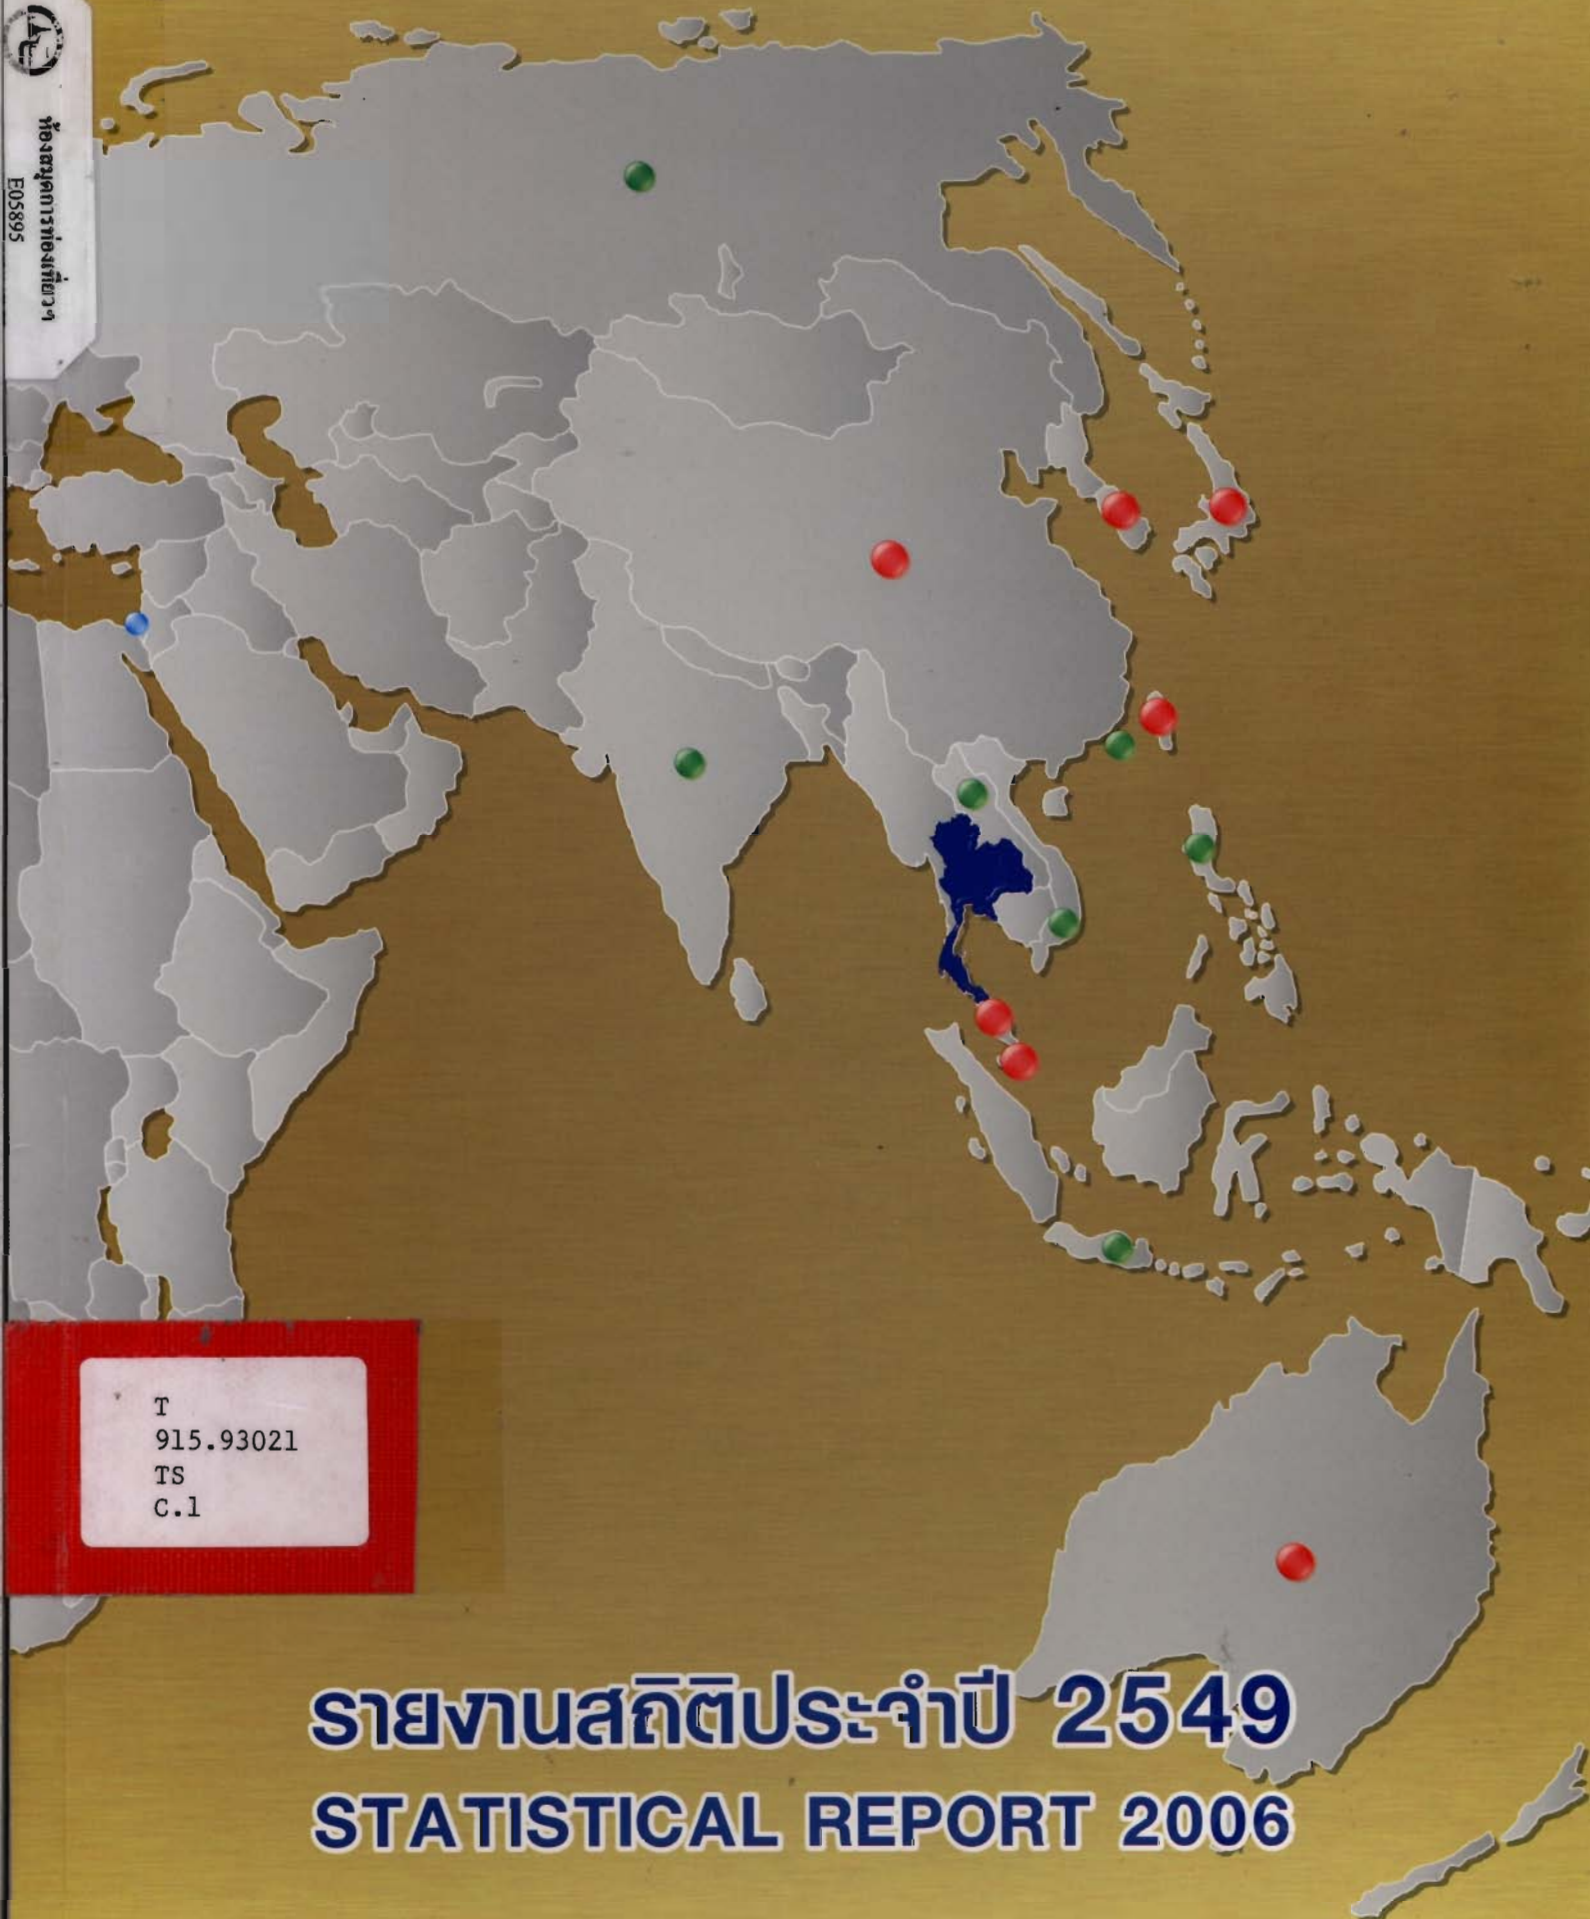 ห้องสมุดการท่องเที่ยวฯ
E05895
T
915.93021
TS
C.1
รายงานสถิติประจำปี 2549
STATISTICAL REPORT 2006